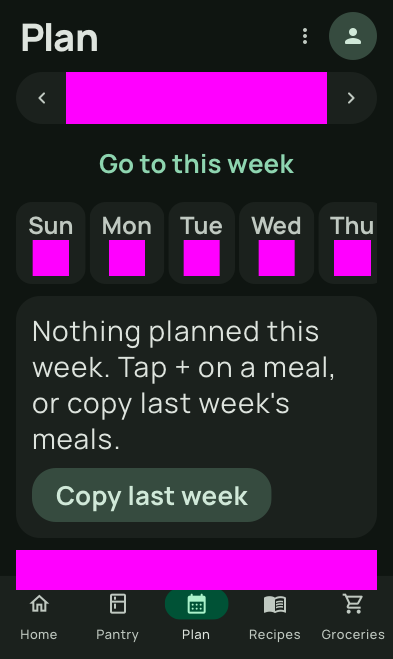 Plan
Go to this week
Sun Mon Tue Wed Thu
Nothing planned this
week. Tap + on a meal,
or copy last week's
meals.
Copy last week
Home Pantry Plan Recipes Groceries